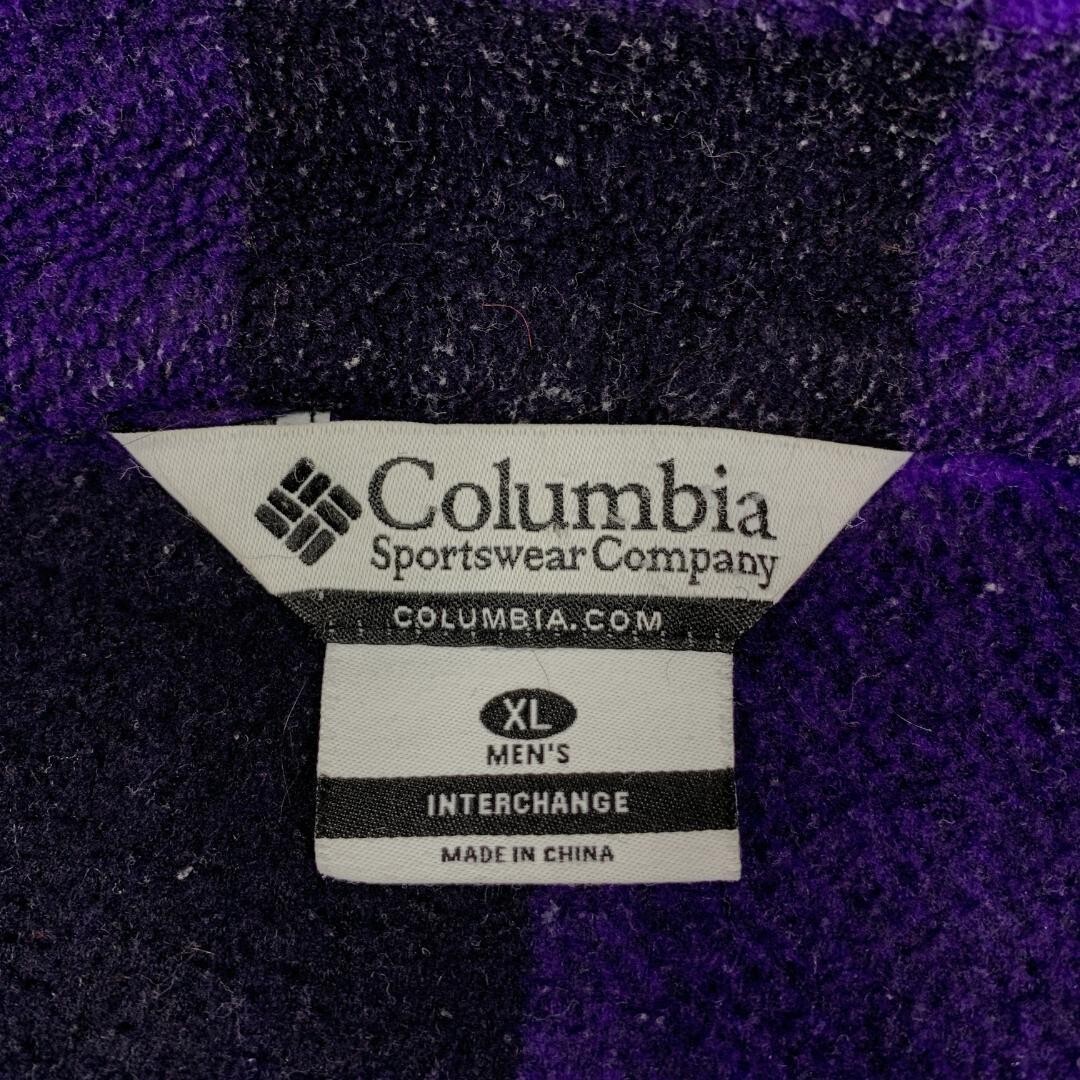 Columbia
Sportswear Company
COLUMBIA.COM
XL
MEN'S
INTERCHANGE
MADE IN CHINA